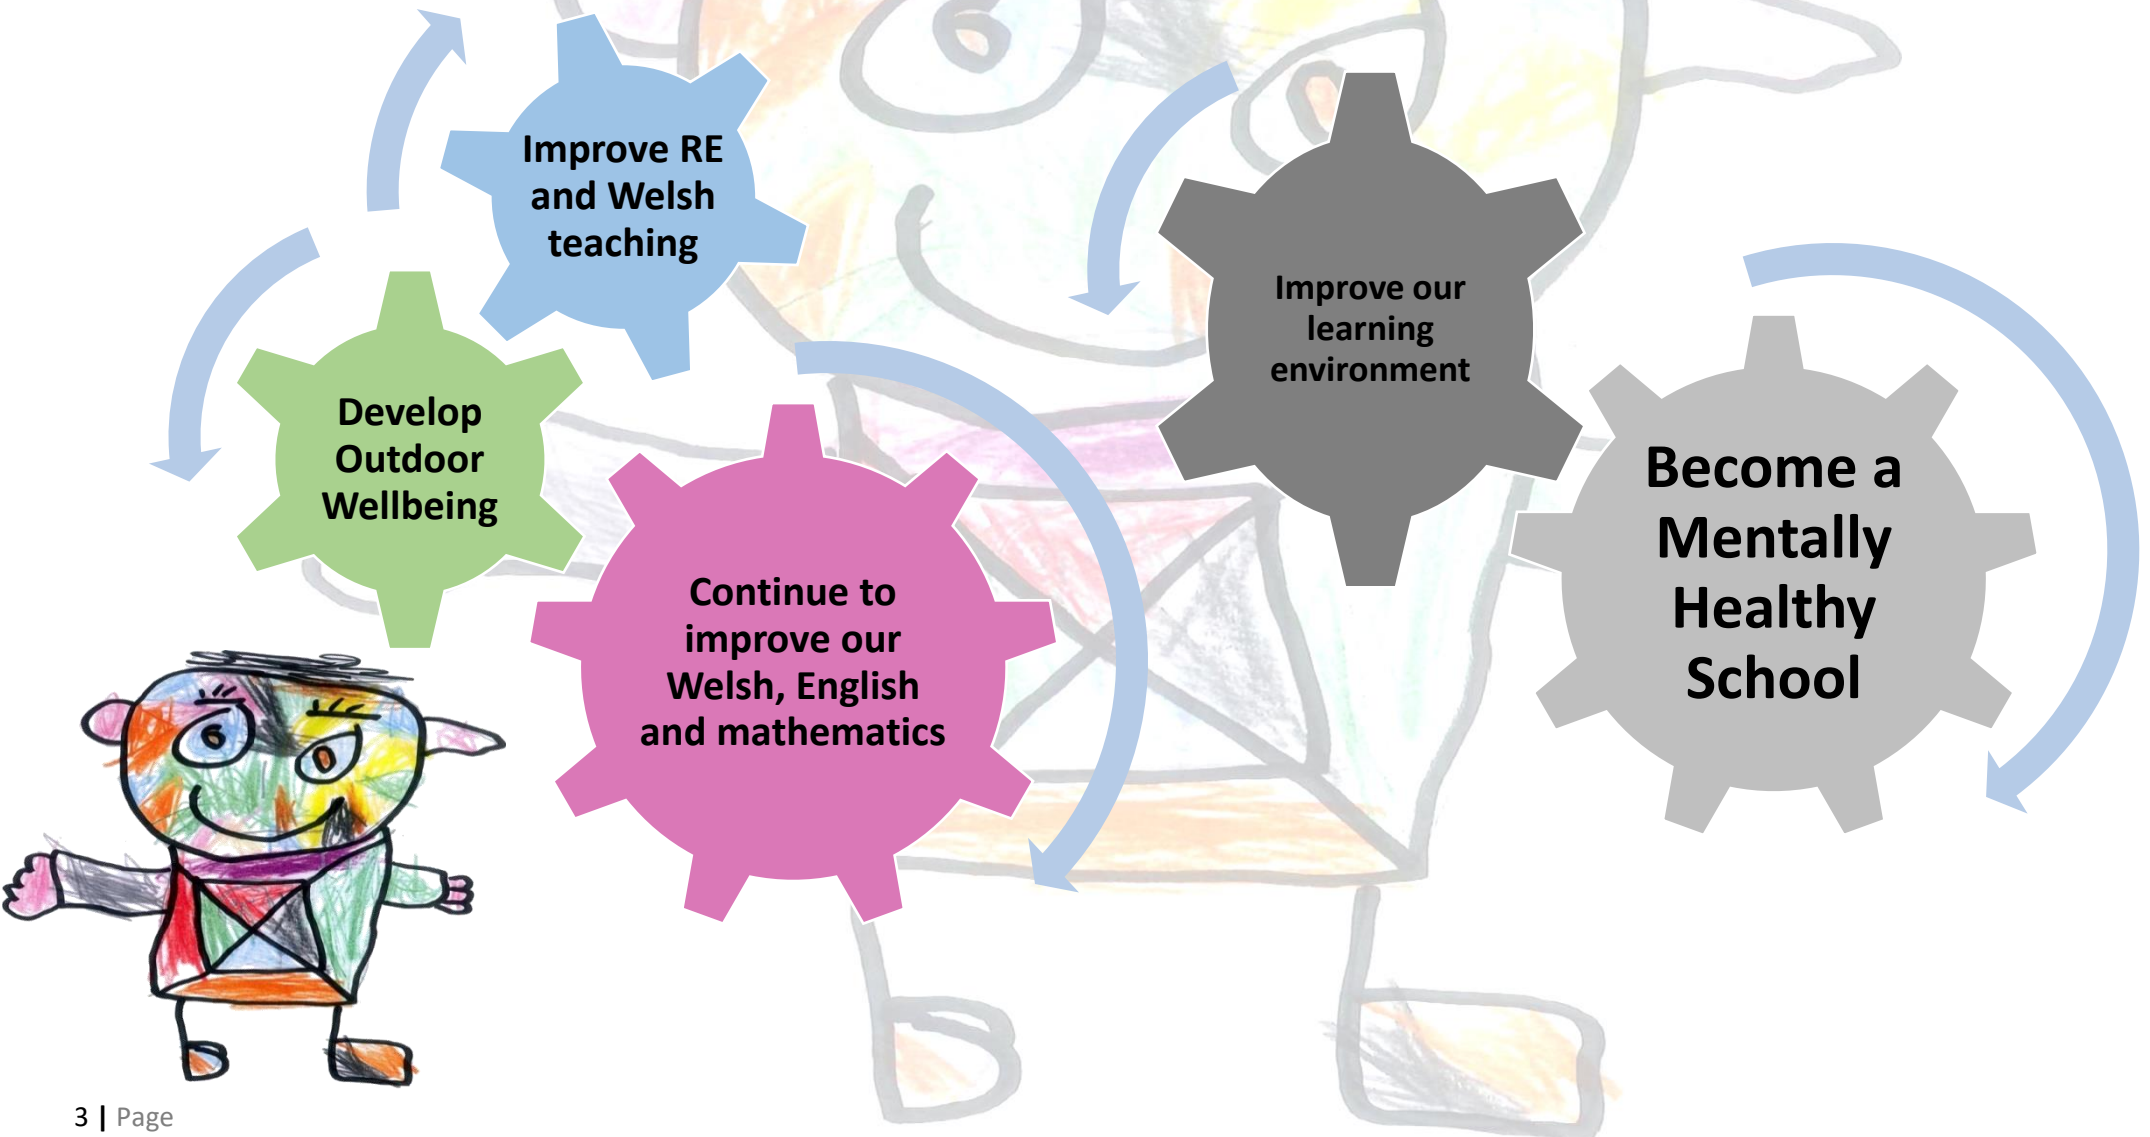 Improve RE
and Welsh
teaching
Develop
Outdoor
Wellbeing
Continue to
improve our
Welsh, English
and mathematics
Improve our
learning
environment
Become a
Mentally
Healthy
School
3 | Page